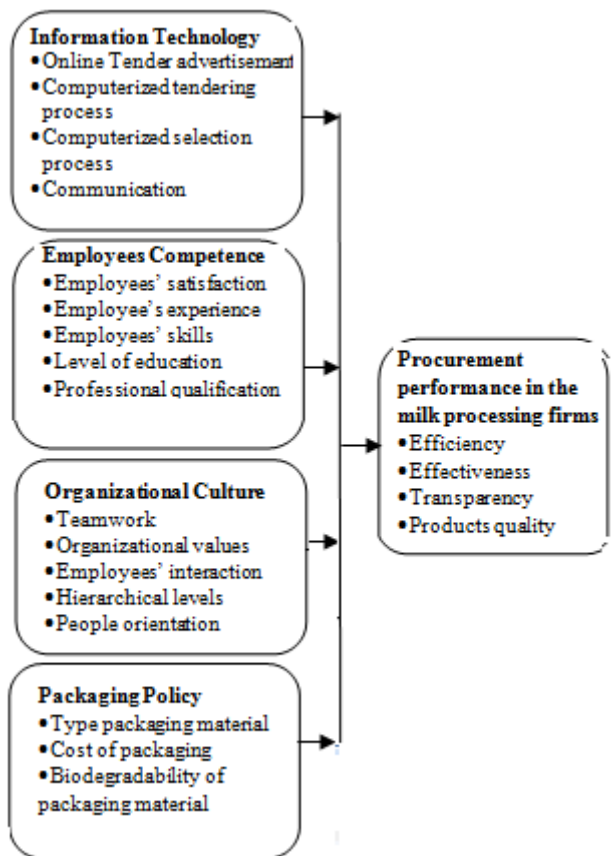 Information Technology
•Online Tender advertisement
•Computerized tendering
process
•Computerized selection
process
•Communication
Employees Competence
•Employees’ satisfaction
•Employee’s experience
•Employees’ skills
•Level of education
•Professional qualification
Organizational Culture
•Teamwork
•Organizational values
•Employees’ interaction
•Hierarchical levels
•People orientation
Packaging Policy
•Type packaging material
•Cost of packaging
•Biodegradability of
packaging material
Procurement
performance in the
milk processing firms
•Efficiency
•Effectiveness
•Transparency
•Products quality